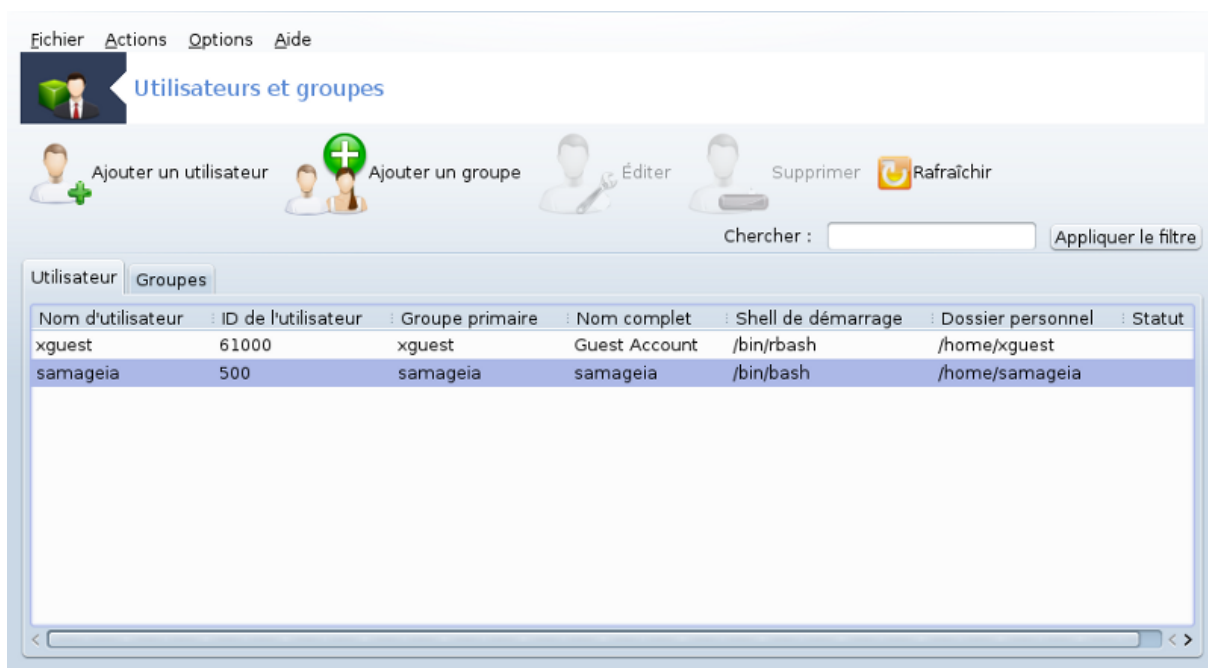 Fichier Actions Options Aide
Utilisateurs et groupes
Ajouter un utilisateur Ajouter un groupe Éditer Supprimer Rafraîchir
Chercher : Appliquer le filtre
Utilisateur Groupes
Nom d'utilisateur ID de l'utilisateur Groupe primaire Nom complet Shell de démarrage Dossier personnel Statut
xguest 61000 xguest Guest Account /bin/rbash /home/xguest
samageia 500 samageia samageia /bin/bash /home/samageia